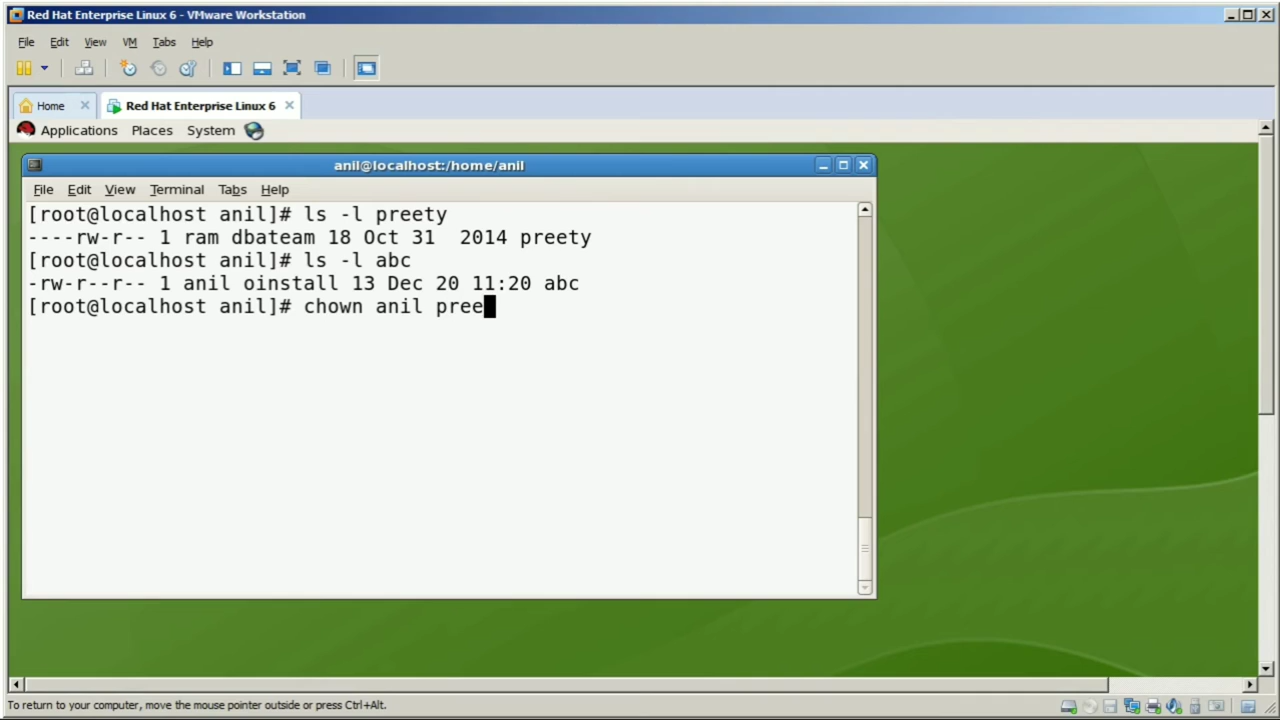 Red Hat Enterprise Linux 6 - VMware Workstation
File Edit View VM Tabs Help
Home Red Hat Enterprise Linux 6
Applications Places System
anil@localhost:/home/anil
File Edit View Terminal Tabs Help
[root@localhost anil]# ls -l preety
----rw-r-- 1 ram dbateam 18 Oct 31  2014 preety
[root@localhost anil]# ls -l abc
-rw-r--r-- 1 anil oinstall 13 Dec 20 11:20 abc
[root@localhost anil]# chown anil pree
To return to your computer, move the mouse pointer outside or press Ctrl+Alt.